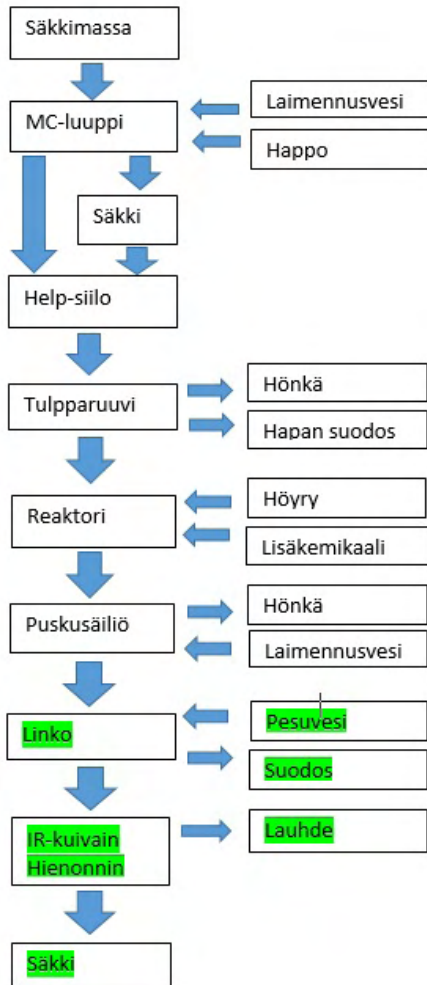 Säkkimassa
MC-luuppi
Laimennusvesi
Happo
Säkki
Help-siilo
Tulpparuuvi
Hönkä
Hapan suodos
Reaktori
Höyry
Lisäkemikaali
Puskusäiliö
Hönkä
Laimennusvesi
Linko
Pesuvesi
Suodos
IR-kuivain
Hienonnin
Lauhde
Säkki